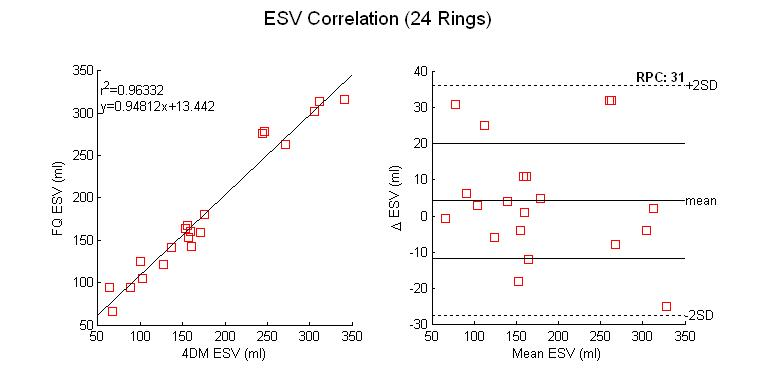 ESV Correlation (24 Rings)
350
300
250
200
150
100
50
r2=0.96332
y=0.94812x+13.442
FQ ESV (ml)
50 100 150 200 250 300 350
4DM ESV (ml)
40
30
20
10
0
-10
-20
-30
RPC: 31
+2SD
mean
-2SD
Δ ESV (ml)
50 100 150 200 250 300 350
Mean ESV (ml)